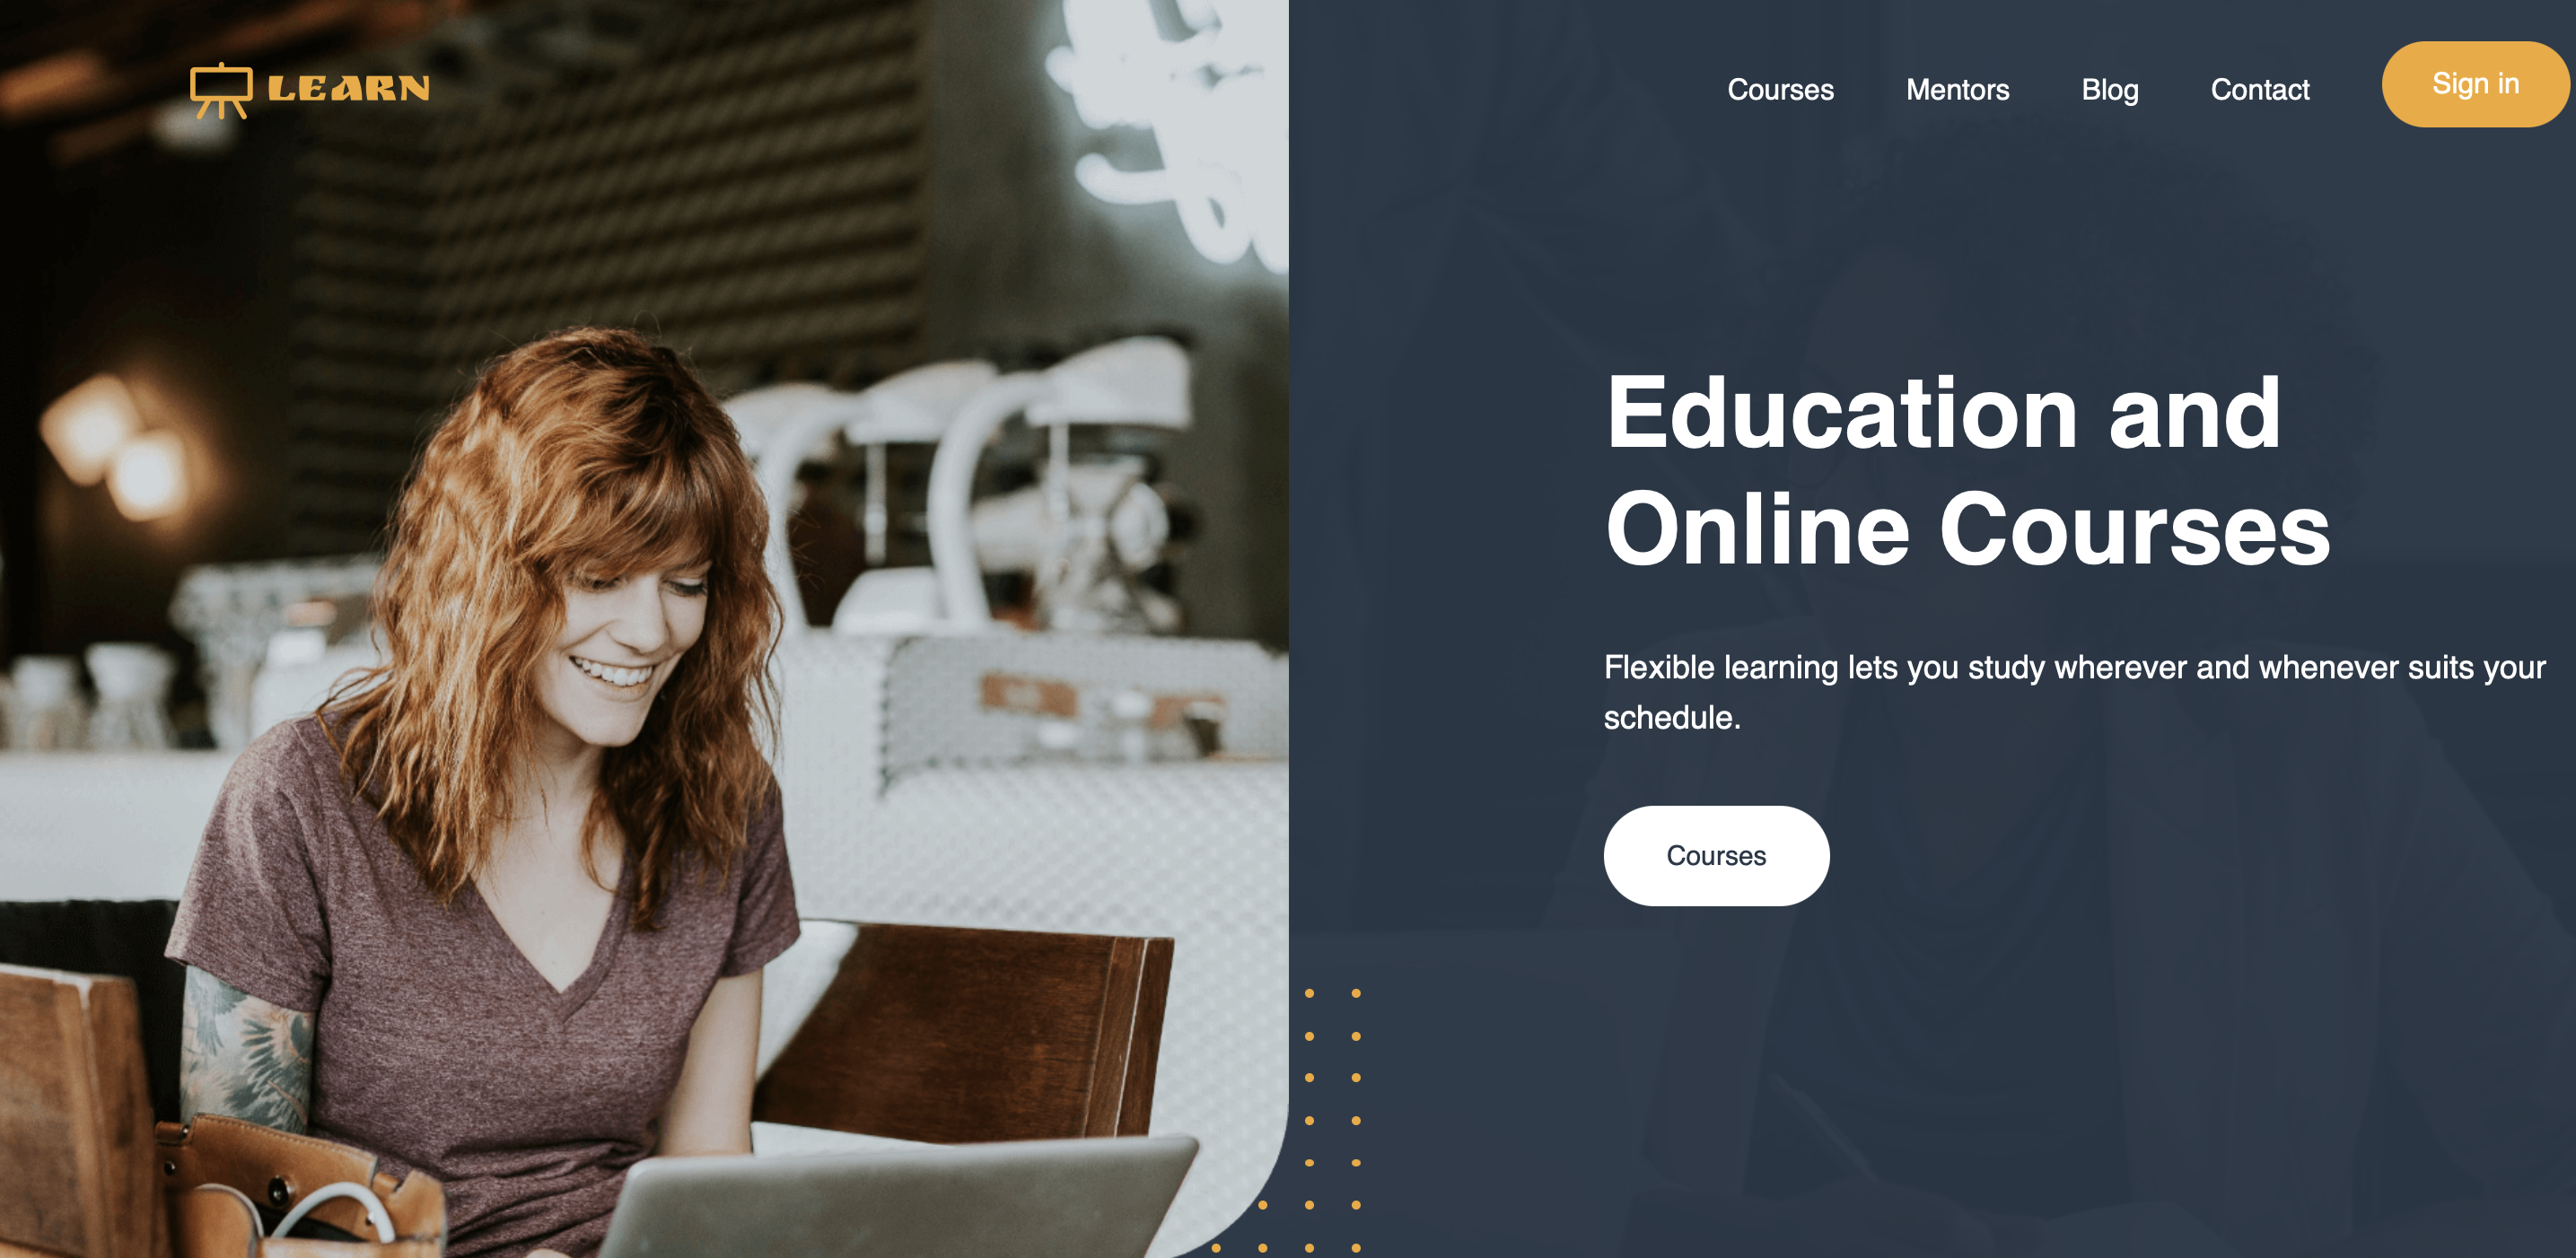 LEARN
Courses
Mentors
Blog
Contact
Sign in
Education and
Online Courses
Flexible learning lets you study wherever and whenever suits your
schedule.
Courses